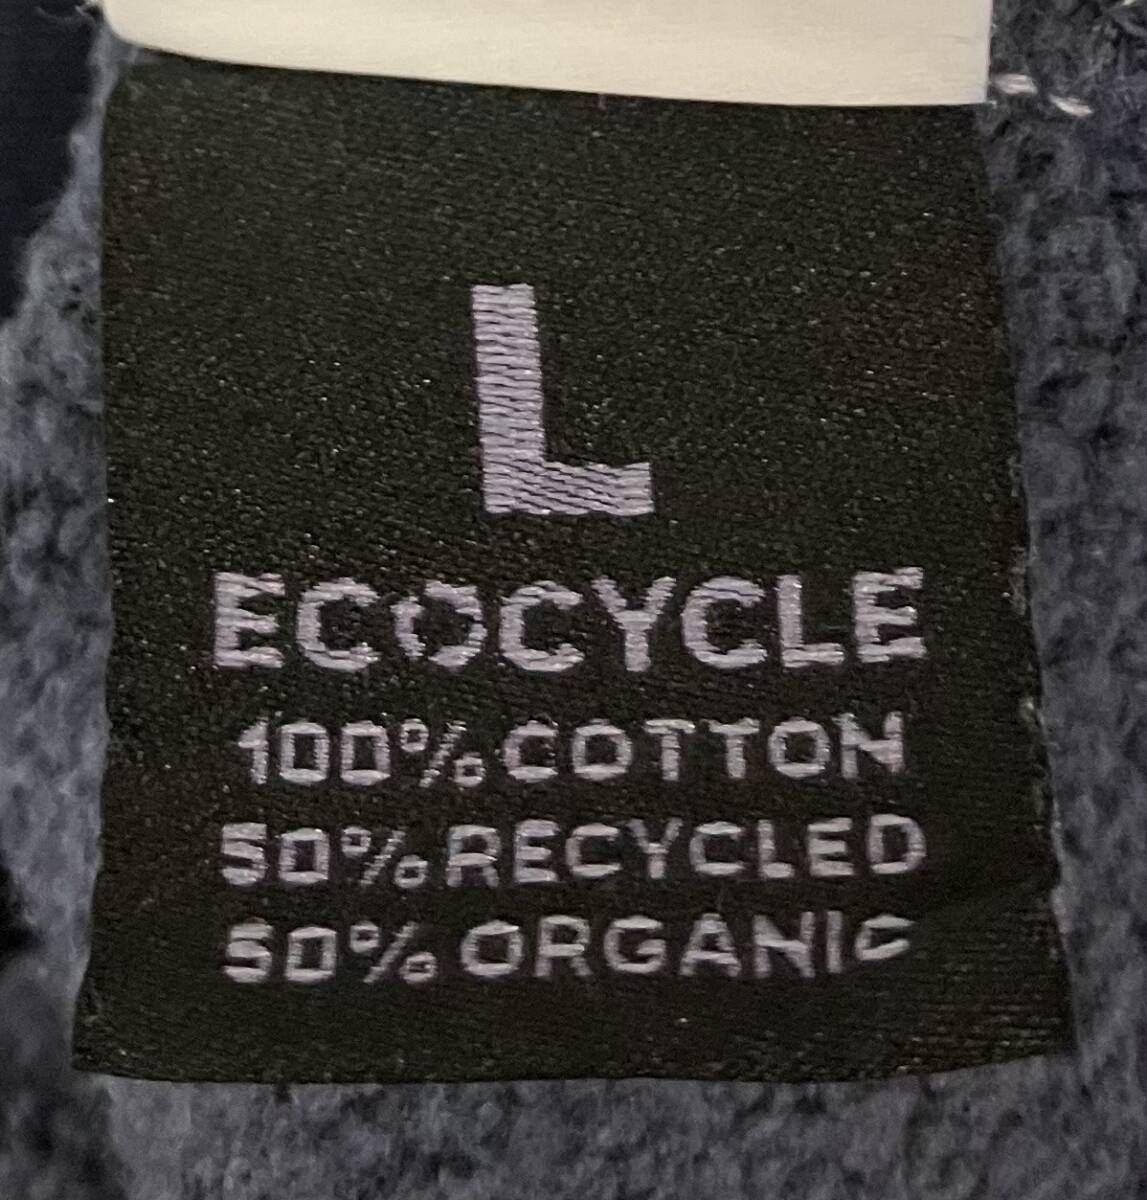 L
ECOCYCLE
100% COTTON
50% RECYCLED
50% ORGANIC